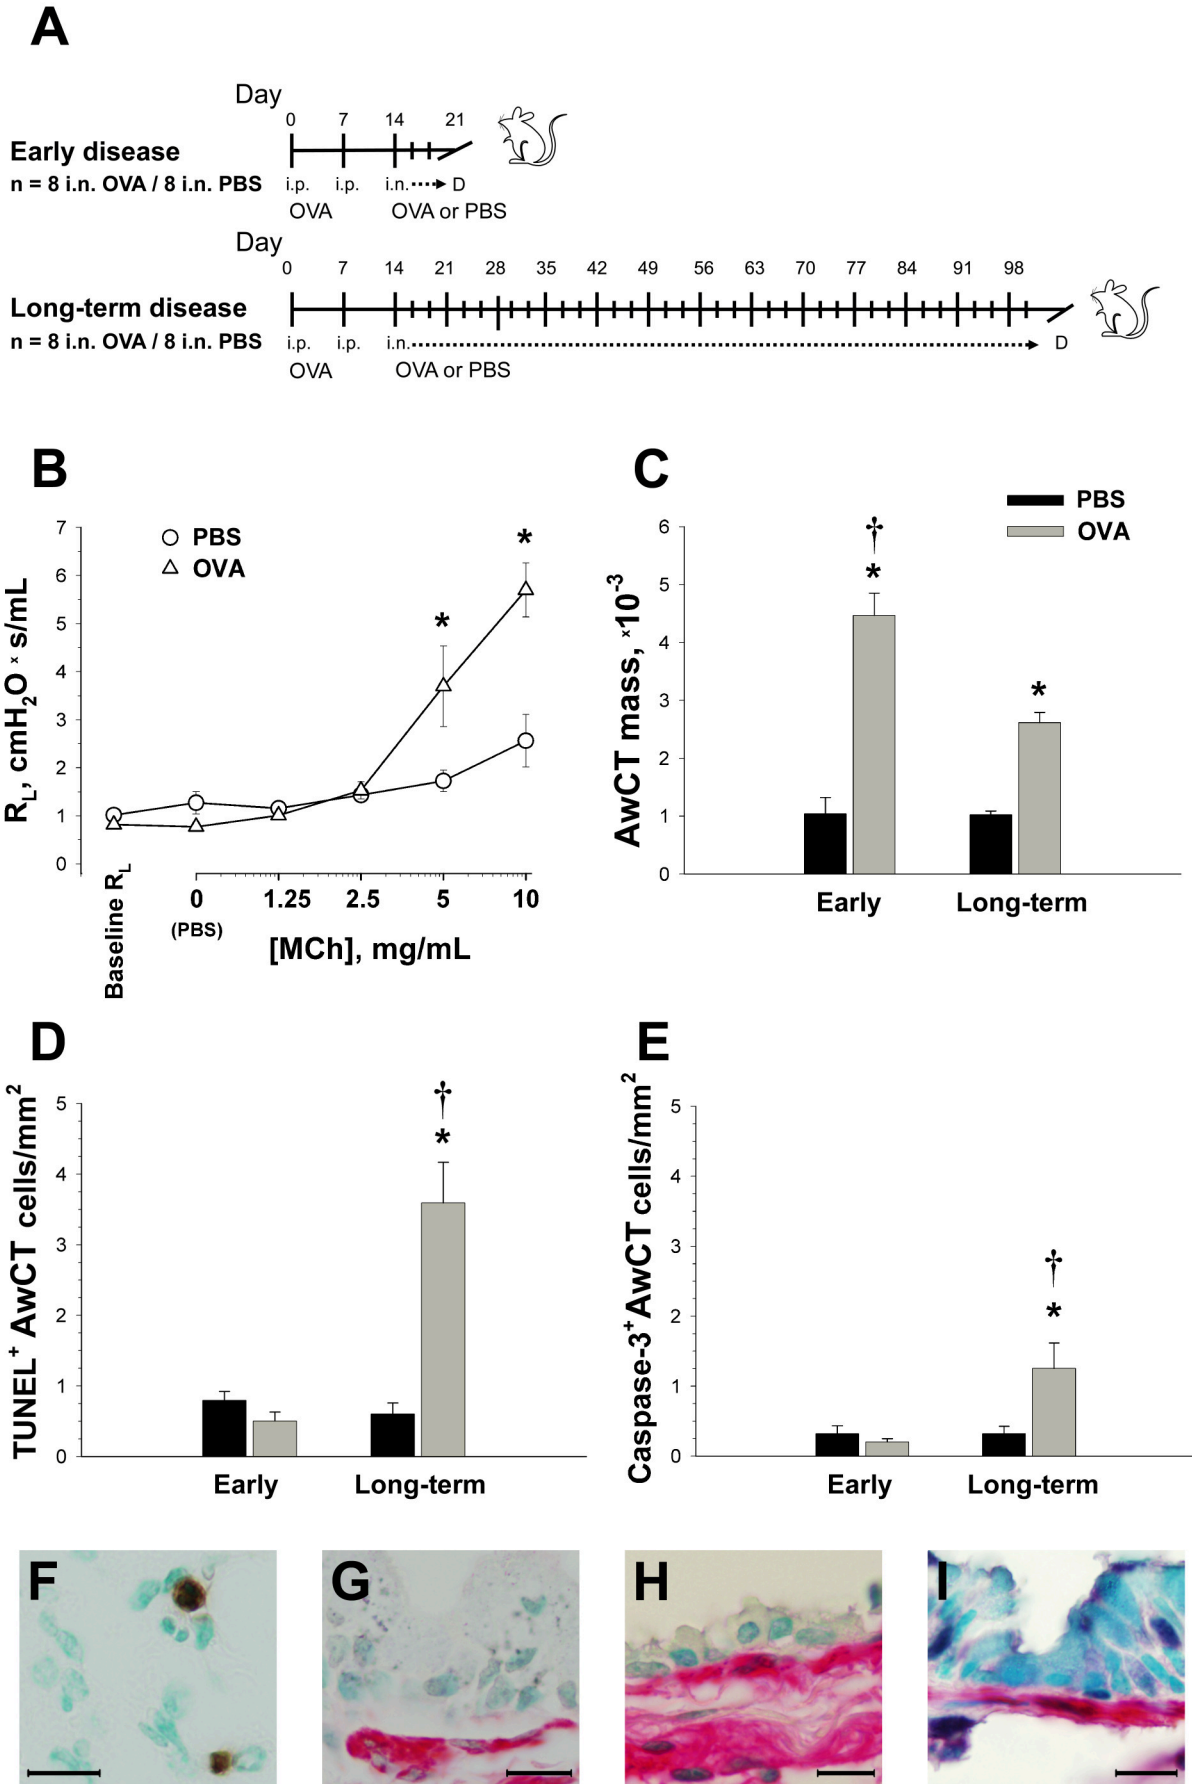 A
Day
0 7 14 21
Early disease
n = 8 i.n. OVA / 8 i.n. PBS
i.p. i.p. i.n. D
OVA OVA or PBS
Day
0 7 14 21 28 35 42 49 56 63 70 77 84 91 98
Long-term disease
n = 8 i.n. OVA / 8 i.n. PBS
i.p. i.p. i.n. D
OVA OVA or PBS
B
PBS
OVA
7
6
5
4
3
2
1
0
* *
RL, cmH2O × s/mL
Baseline RL
0 1.25 2.5 5 10
(PBS)
[MCh], mg/mL
C
PBS
OVA
6
5
4
3
2
1
0
†
*
*
AwCT mass, ×10-3
Early Long-term
D
5
4
3
2
1
0
†
*
TUNEL+ AwCT cells/mm2
Early Long-term
E
5
4
3
2
1
0
†
*
Caspase-3+ AwCT cells/mm2
Early Long-term
F G H I